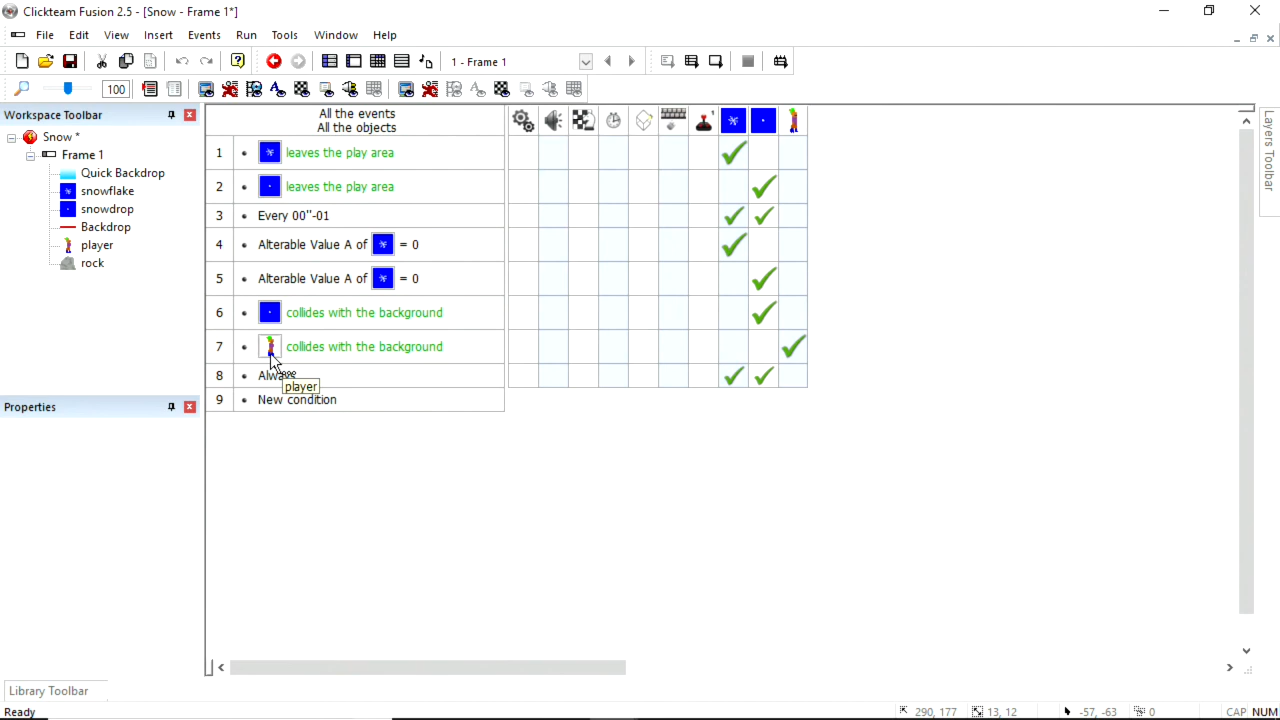 Clickteam Fusion 2.5 - [Snow - Frame 1*]
File Edit View Insert Events Run Tools Window Help
1 - Frame 1
100
Workspace Toolbar
Snow *
Frame 1
Quick Backdrop
snowflake
snowdrop
Backdrop
player
rock
Properties
Library Toolbar
All the events
All the objects
1 leaves the play area
2 leaves the play area
3 Every 00"-01
4 Alterable Value A of = 0
5 Alterable Value A of = 0
6 collides with the background
7 collides with the background
8 Always
player
9 New condition
Layers Toolbar
Ready
290, 177
13, 12
-57, -63
0
CAP NUM